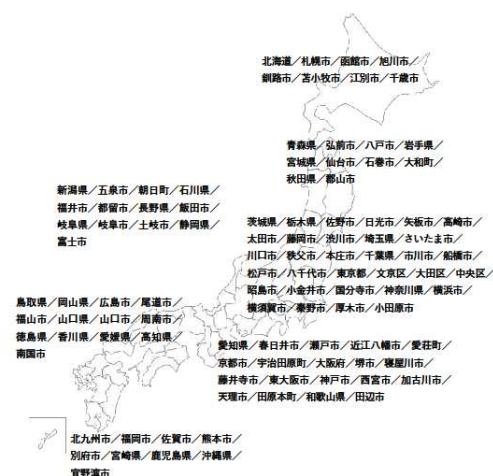 北海道／札幌市／函館市／旭川市／
釧路市／苫小牧市／江別市／千歳市
青森県／弘前市／八戸市／岩手県／
宮城県／仙台市／石巻市／大和町／
秋田県／郡山市
新潟県／五泉市／朝日町／石川県／
福井市／都留市／長野県／飯田市／
岐阜県／岐阜市／土岐市／静岡県／
富士市
茨城県／栃木県／佐野市／日光市／矢板市／高崎市／
太田市／藤岡市／渋川市／埼玉県／さいたま市／
川口市／秩父市／本庄市／千葉県／市川市／船橋市／
松戸市／八千代市／東京都／文京区／大田区／中央区／
昭島市／小金井市／国分寺市／神奈川県／横浜市／
横須賀市／秦野市／厚木市／小田原市
鳥取県／岡山県／広島市／尾道市／
福山市／山口県／山口市／周南市／
徳島県／香川県／愛媛県／高知県／
南国市
愛知県／春日井市／瀬戸市／近江八幡市／愛荘町／
京都市／宇治田原町／大阪府／堺市／寝屋川市／
藤井寺市／東大阪市／神戸市／西宮市／加古川市／
天理市／田原本町／和歌山県／田辺市
北九州市／福岡市／佐賀市／熊本市／
別府市／宮崎県／鹿児島県／沖縄県／
宜野湾市